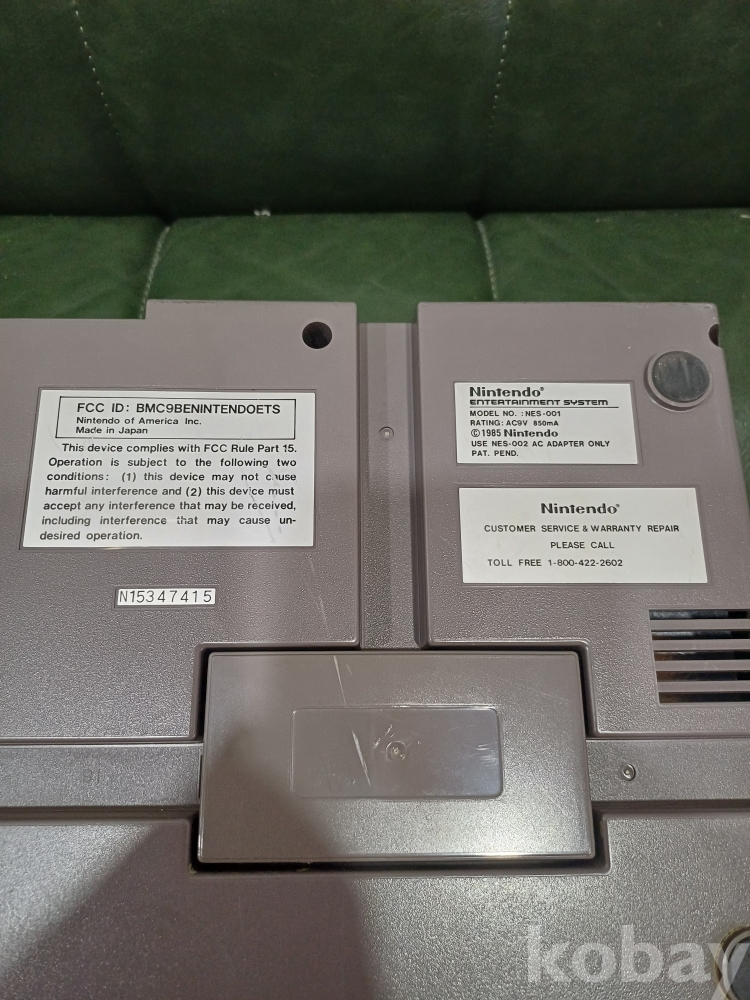 FCC ID: BMC9BENINTENDOETS
Nintendo of America Inc.
Made in Japan
This device complies with FCC Rule Part 15.
Operation is subject to the following two
conditions: (1) this device may not cause
harmful interference and (2) this device must
accept any interference that may be received,
including interference that may cause un-
desired operation.
N15347415
Nintendo®
ENTERTAINMENT SYSTEM
MODEL NO. : NES-001
RATING: AC9V 850mA
©1985 Nintendo
USE NES-002 AC ADAPTER ONLY
PAT. PEND.
Nintendo®
CUSTOMER SERVICE & WARRANTY REPAIR
PLEASE CALL
TOLL FREE 1-800-422-2602
kobay